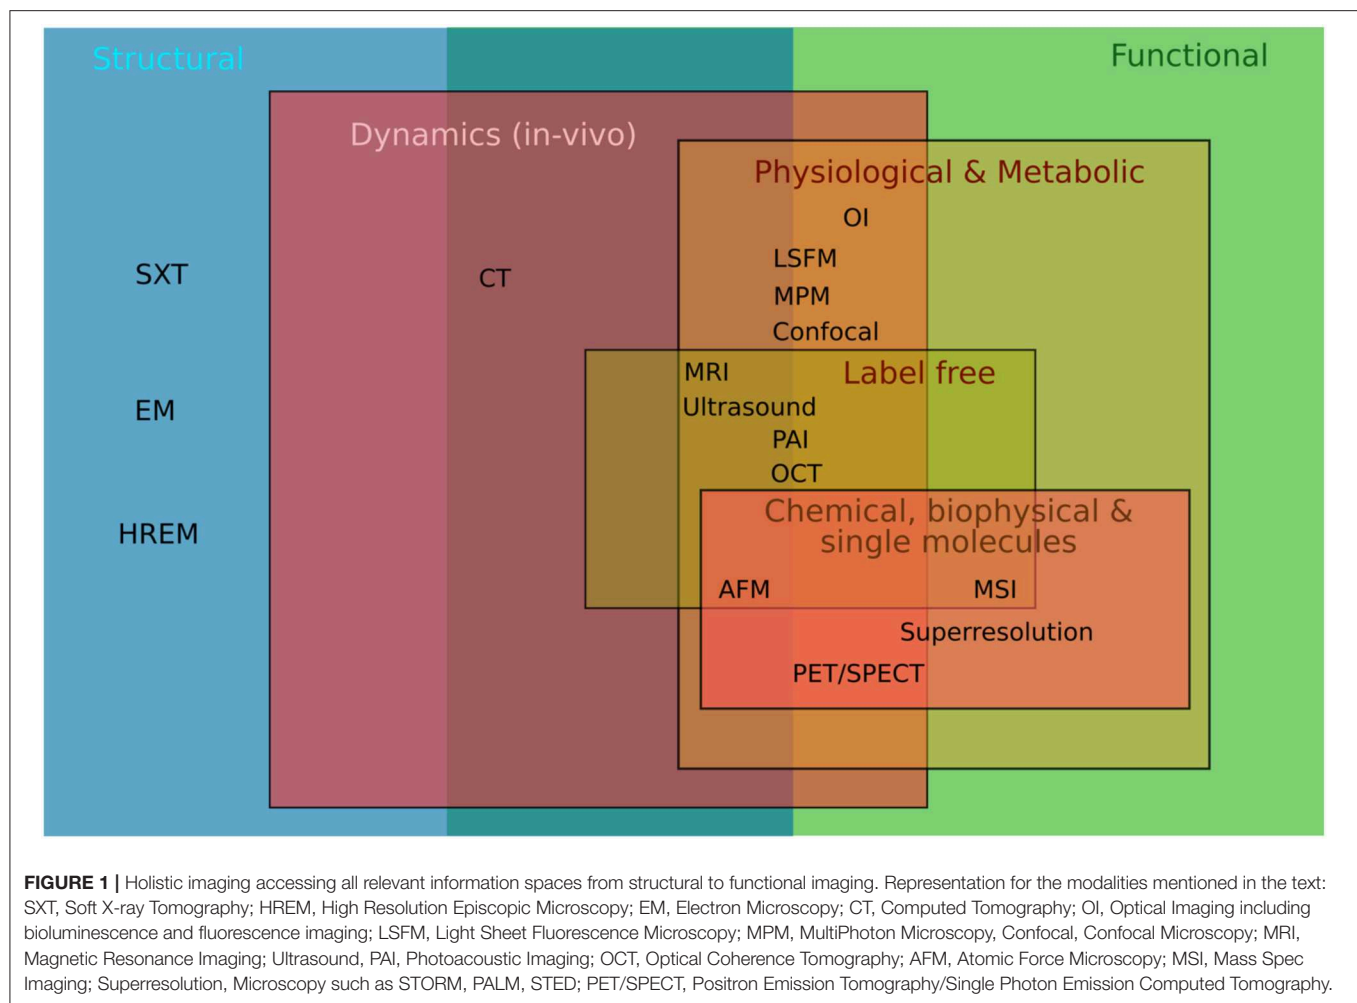 Structural
Functional
Dynamics (in-vivo)
Physiological & Metabolic
OI
LSFM
SXT
CT
MPM
Confocal
MRI
Label free
Ultrasound
EM
PAI
OCT
Chemical, biophysical &
single molecules
HREM
AFM
MSI
Superresolution
PET/SPECT
FIGURE 1 | Holistic imaging accessing all relevant information spaces from structural to functional imaging. Representation for the modalities mentioned in the text:
SXT, Soft X-ray Tomography; HREM, High Resolution Episcopic Microscopy; EM, Electron Microscopy; CT, Computed Tomography; OI, Optical Imaging including
bioluminescence and fluorescence imaging; LSFM, Light Sheet Fluorescence Microscopy; MPM, MultiPhoton Microscopy, Confocal, Confocal Microscopy; MRI,
Magnetic Resonance Imaging; Ultrasound, PAI, Photoacoustic Imaging; OCT, Optical Coherence Tomography; AFM, Atomic Force Microscopy; MSI, Mass Spec
Imaging; Superresolution, Microscopy such as STORM, PALM, STED; PET/SPECT, Positron Emission Tomography/Single Photon Emission Computed Tomography.